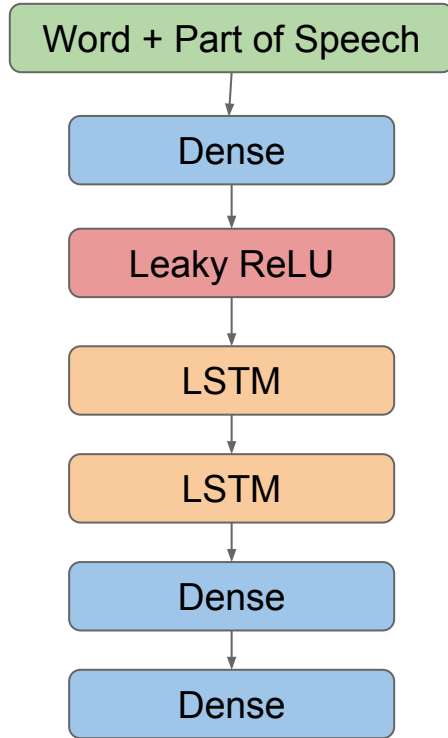 Word + Part of Speech
Dense
Leaky ReLU
LSTM
LSTM
Dense
Dense